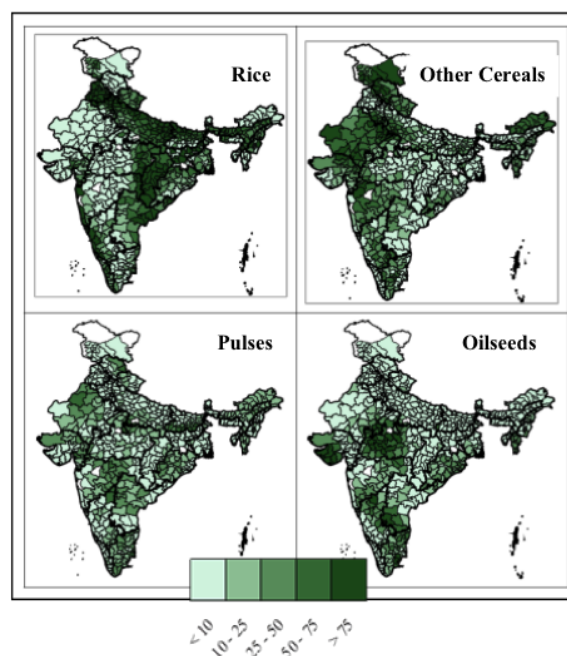 Rice
Other Cereals
Pulses
Oilseeds
< 10
10 - 25
25 - 50
50 - 75
> 75